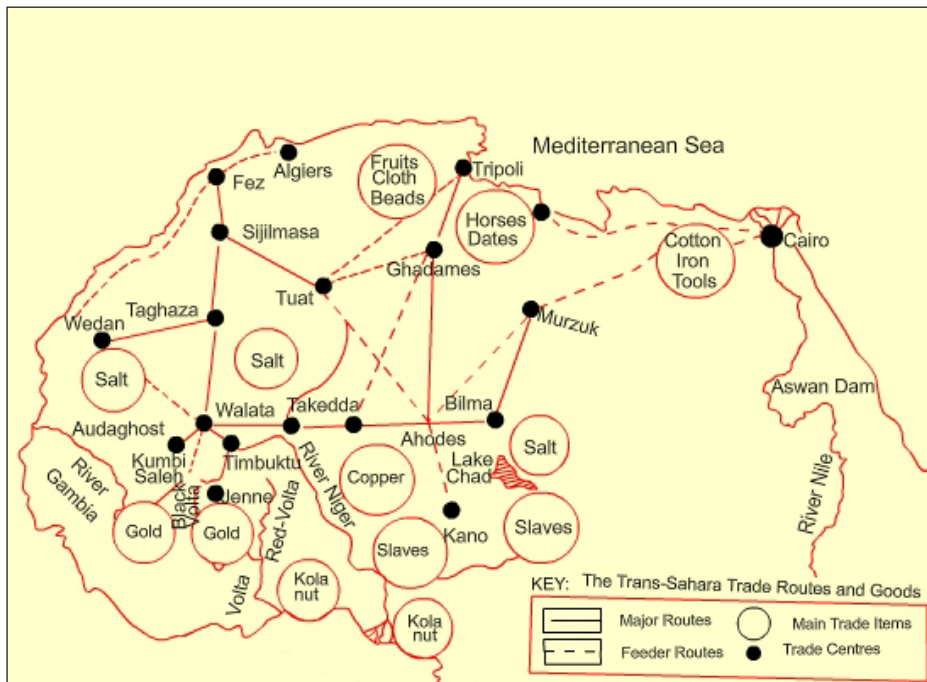 Mediterranean Sea
Algiers
Fez
Fruits
Cloth
Beads
Tripoli
Sijilmasa
Horses
Dates
Ghadames
Cotton
Iron
Tools
Cairo
Tuat
Taghaza
Wedan
Murzuk
Salt
Salt
Aswan Dam
Walata
Takedda
Bilma
Audaghost
Ahodes
Salt
Kumbi
Saleh
Timbuktu
Lake
Chad
River
Gambia
Black
Volta
Jenne
River Niger
Copper
River Nile
Gold
Gold
Red-Volta
Kano
Slaves
Slaves
Volta
Kola
nut
Kola
nut
KEY: The Trans-Sahara Trade Routes and Goods
Major Routes
Main Trade Items
Feeder Routes
Trade Centres